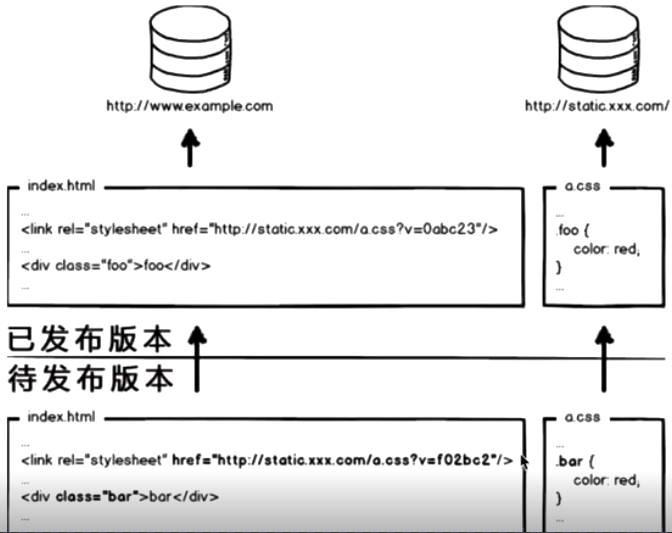 http://www.example.com
http://static.xxx.com/
index.html
...
<link rel="stylesheet" href="http://static.xxx.com/a.css?v=0abc23"/>
...
<div class="foo">foo</div>
...
a.css
...
.foo {
color: red;
}
...
已发布版本
待发布版本
index.html
...
<link rel="stylesheet" href="http://static.xxx.com/a.css?v=f02bc2"/>
...
<div class="bar">bar</div>
...
a.css
...
.bar {
color: red;
}
...